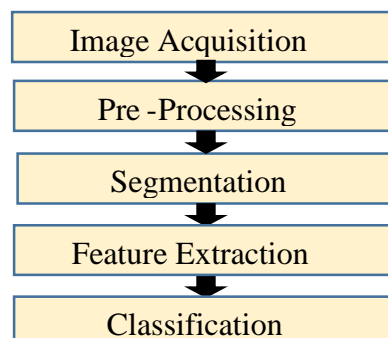 Image Acquisition
Pre -Processing
Segmentation
Feature Extraction
Classification